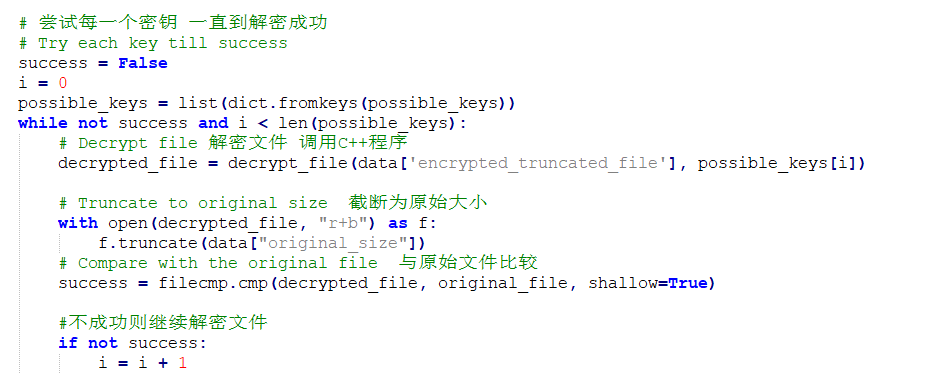 # 尝试每一个密钥 一直到解密成功
# Try each key till success
success = False
i = 0
possible_keys = list(dict.fromkeys(possible_keys))
while not success and i < len(possible_keys):
# Decrypt file 解密文件 调用C++程序
decrypted_file = decrypt_file(data['encrypted_truncated_file'], possible_keys[i])
# Truncate to original size  截断为原始大小
with open(decrypted_file, "r+b") as f:
f.truncate(data["original_size"])
# Compare with the original file  与原始文件比较
success = filecmp.cmp(decrypted_file, original_file, shallow=True)
#不成功则继续解密文件
if not success:
i = i + 1